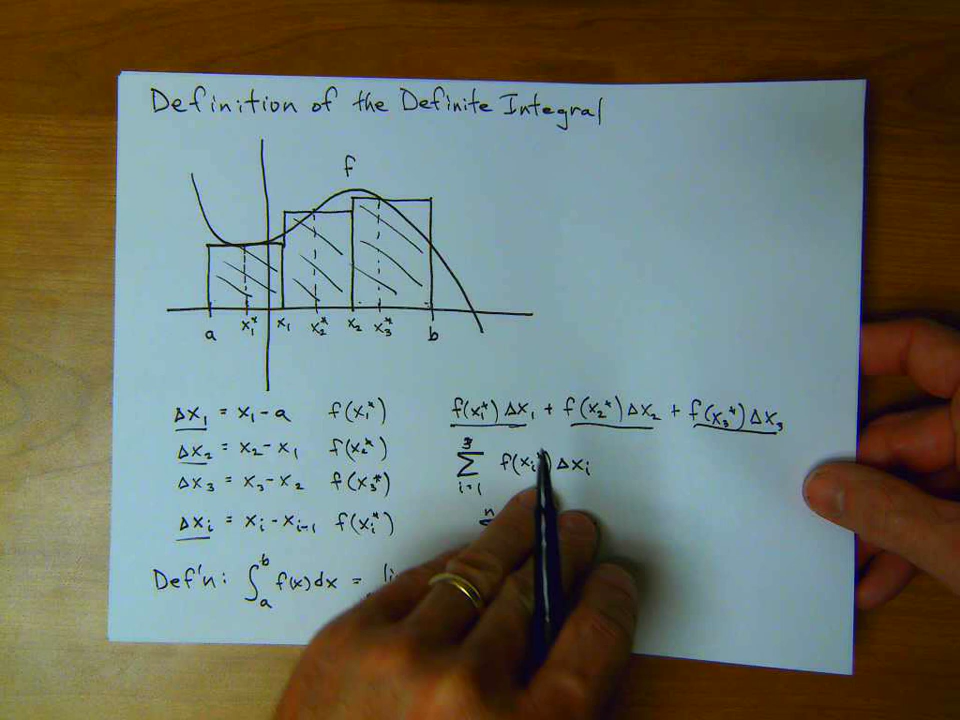 Definition of the Definite Integral
f
a x₁* x₁ x₂* x₂ x₃* b
Δx₁ = x₁ - a f(x₁*) f(x₁*) Δx₁ + f(x₂*) Δx₂ + f(x₃*) Δx₃
Δx₂ = x₂ - x₁ f(x₂*)
3
Σ f(xᵢ*) Δxᵢ
i=1
Δx₃ = x₃ - x₂ f(x₃*)
Δxᵢ = xᵢ - xᵢ₋₁ f(xᵢ*) n
Def'n: ∫ₐᵇ f(x) dx =